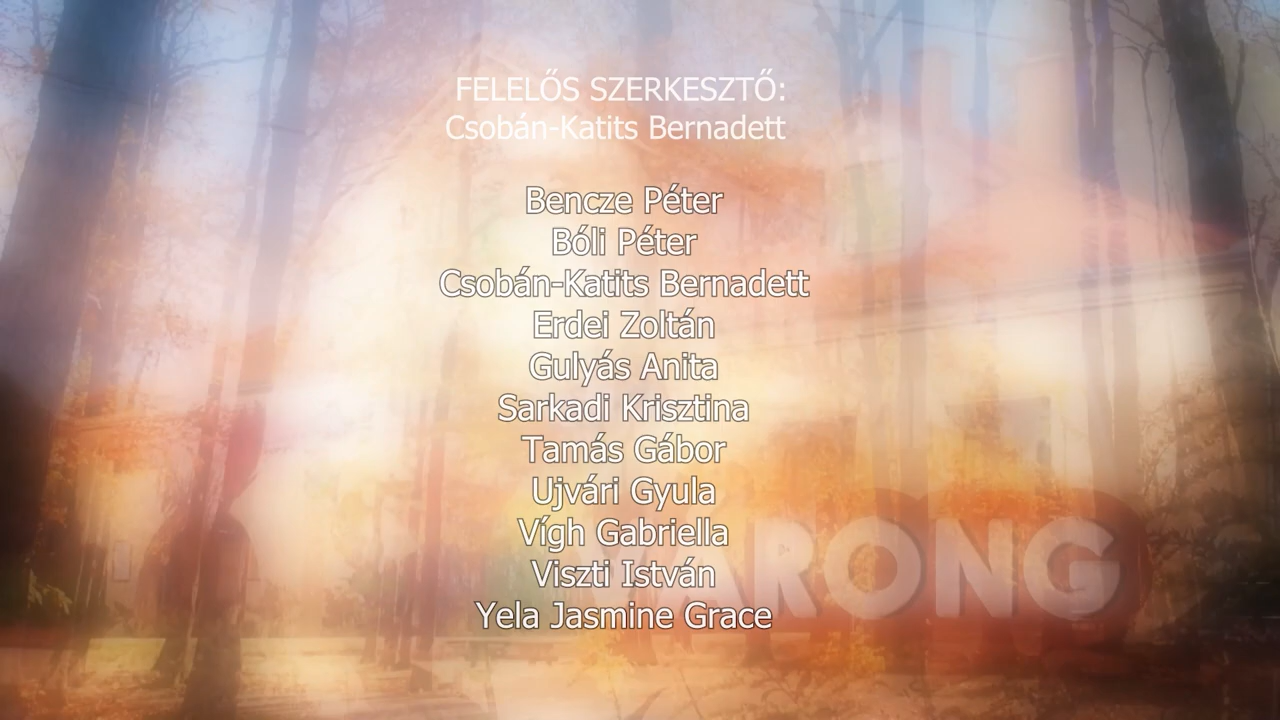 FELELŐS SZERKESZTŐ:
Csobán-Katits Bernadett
Bencze Péter
Bóli Péter
Csobán-Katits Bernadett
Erdei Zoltán
Gulyás Anita
Sarkadi Krisztina
Tamás Gábor
Ujvári Gyula
Vígh Gabriella
Viszti István
Yela Jasmine Grace
VARONG